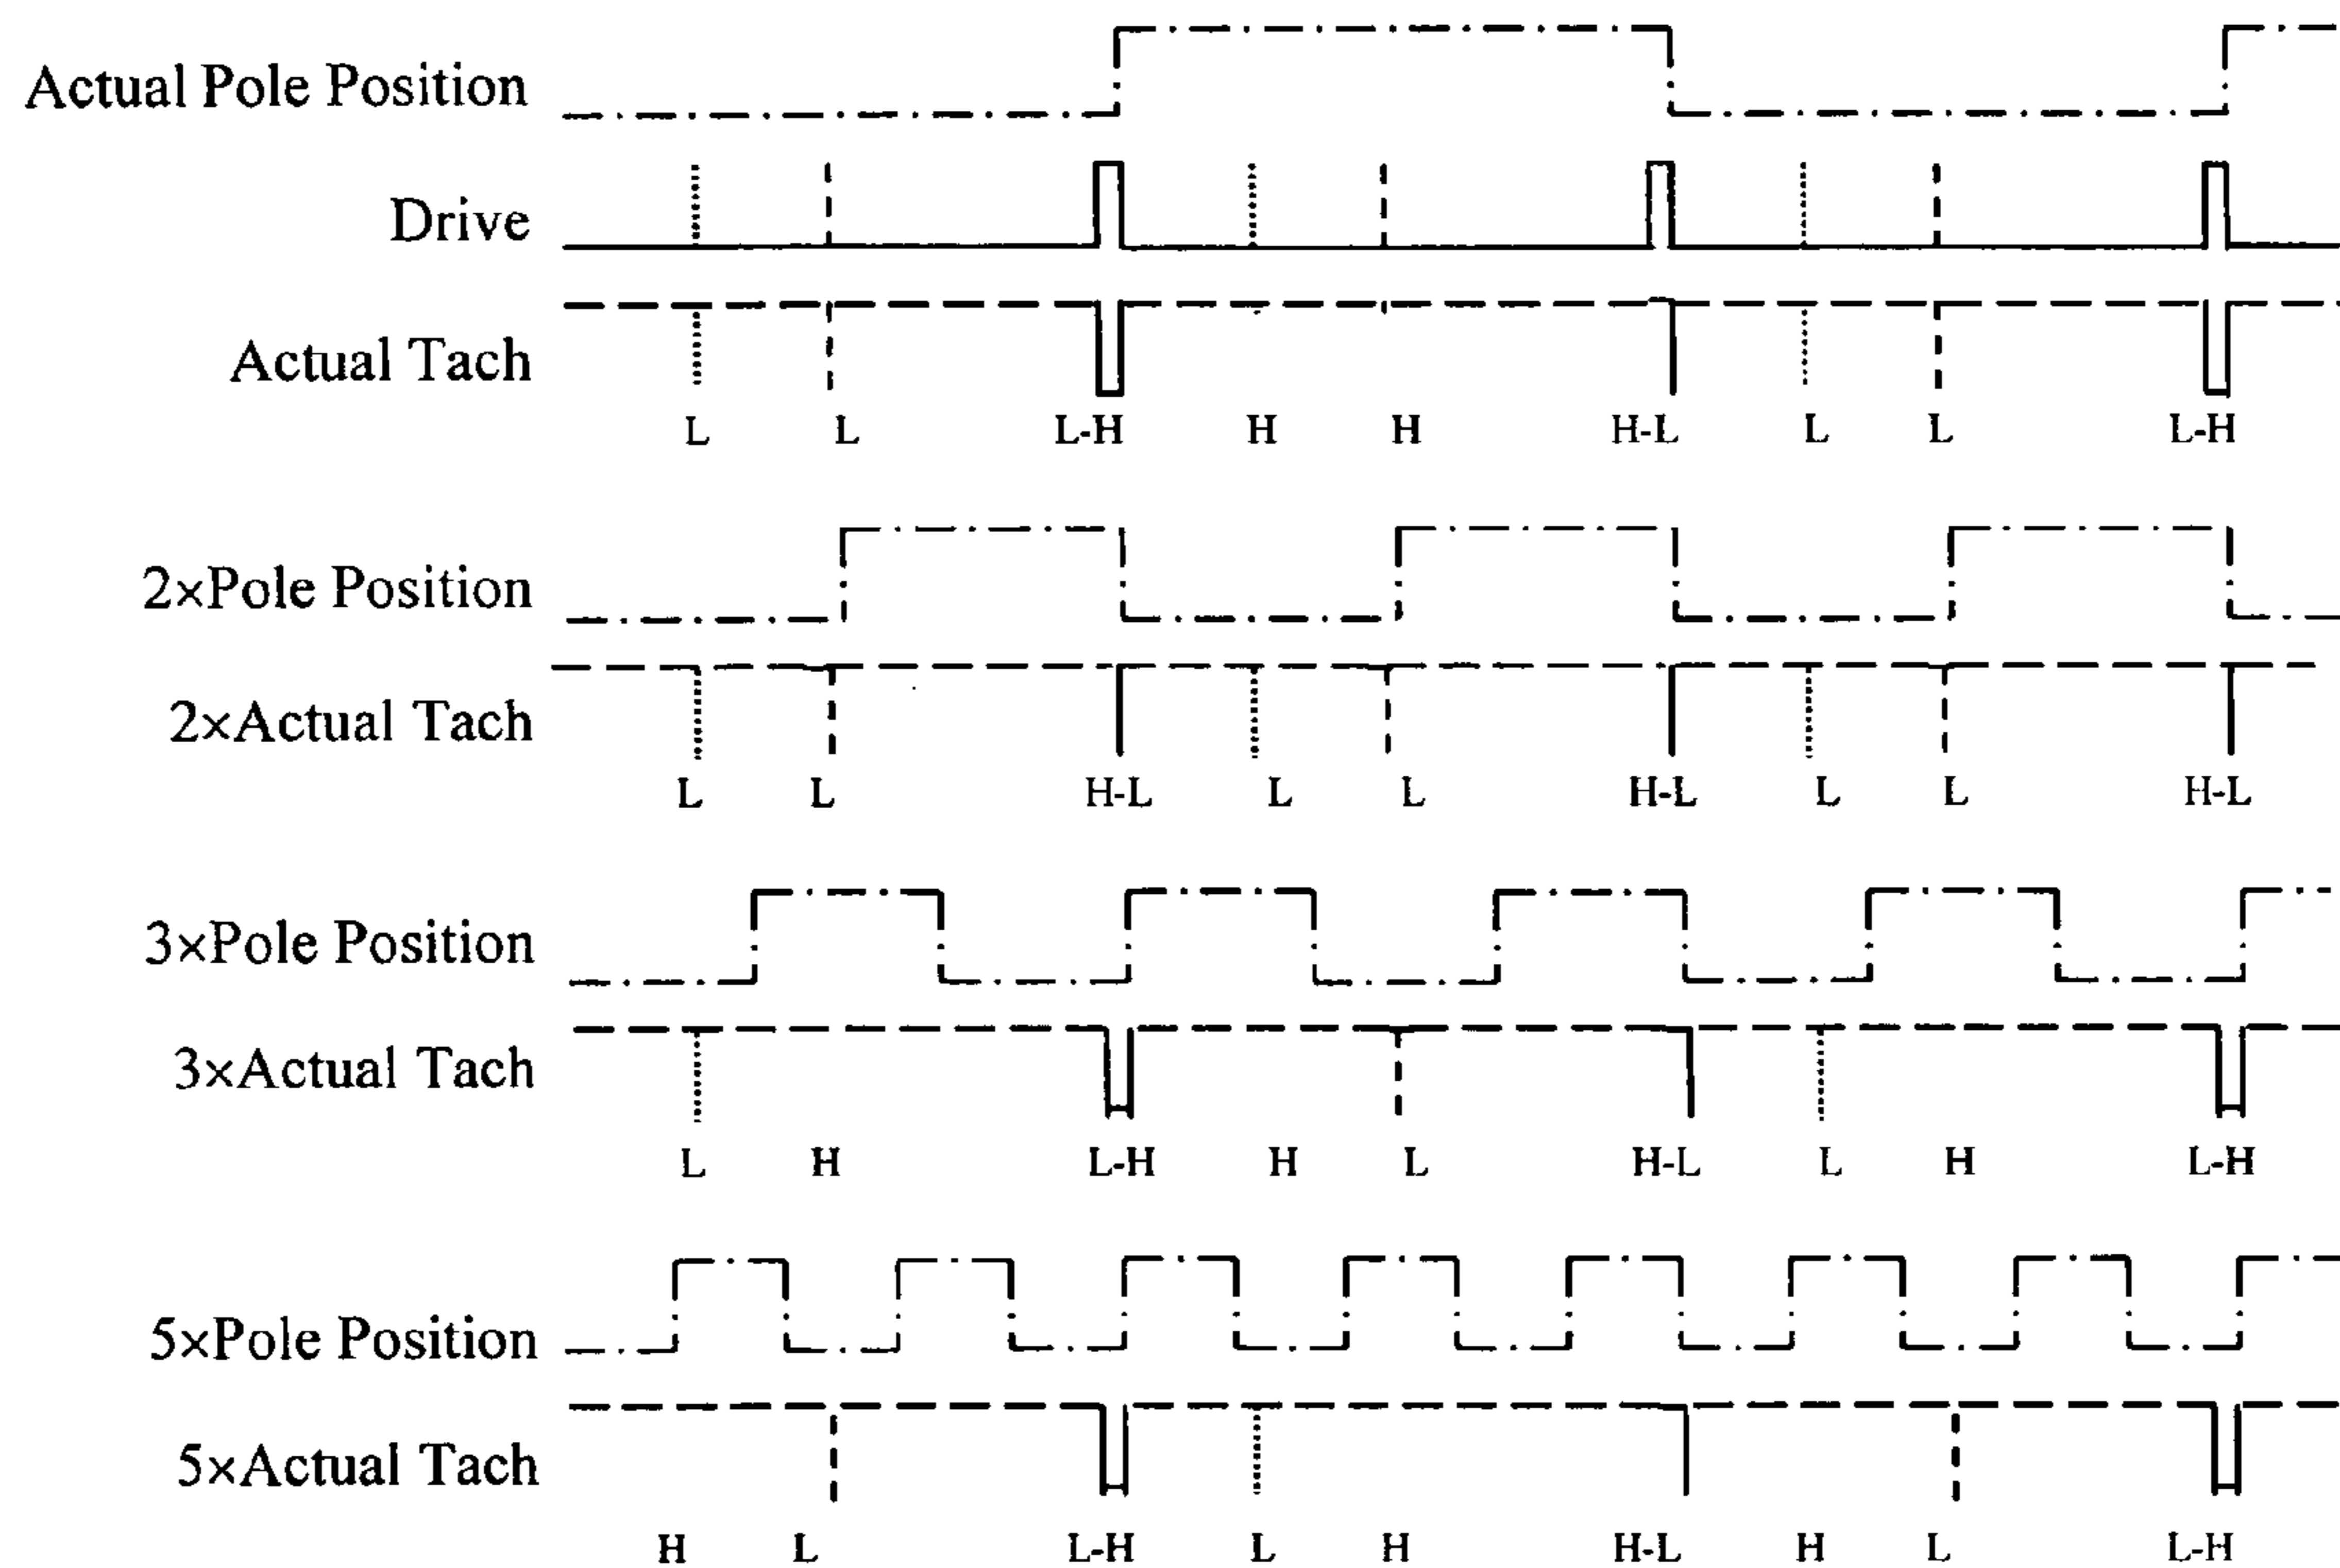 Actual Pole Position
Drive
Actual Tach
L L L-H H H H-L L L L-H
2×Pole Position
2×Actual Tach
L L H-L L L H-L L L H-L
3×Pole Position
3×Actual Tach
L H L-H H L H-L L H L-H
5×Pole Position
5×Actual Tach
H L L-H L H H-L H L L-H